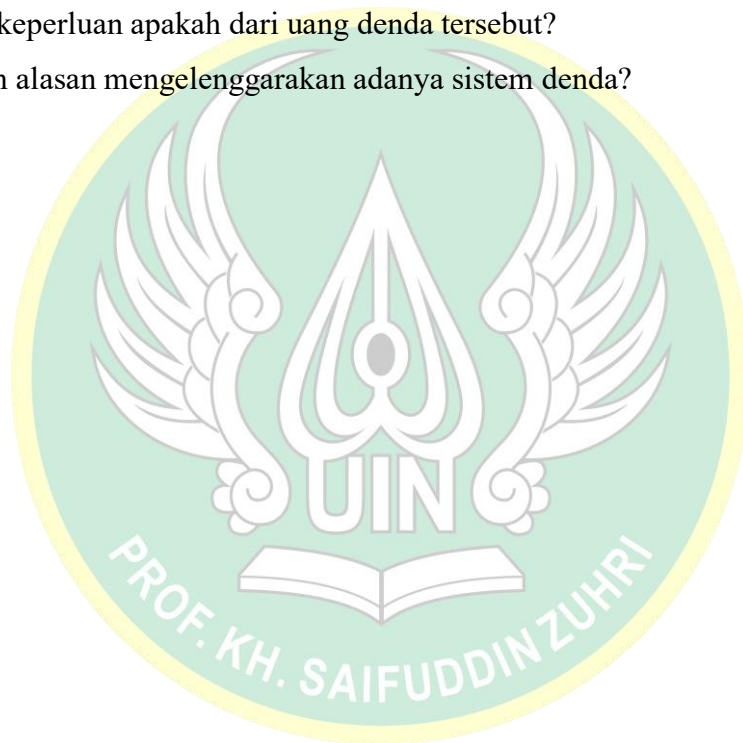 keperluan apakah dari uang denda tersebut?
alasan mengelenggarakan adanya sistem denda?
UIN
PROF. KH. SAIFUDDIN ZUHRI